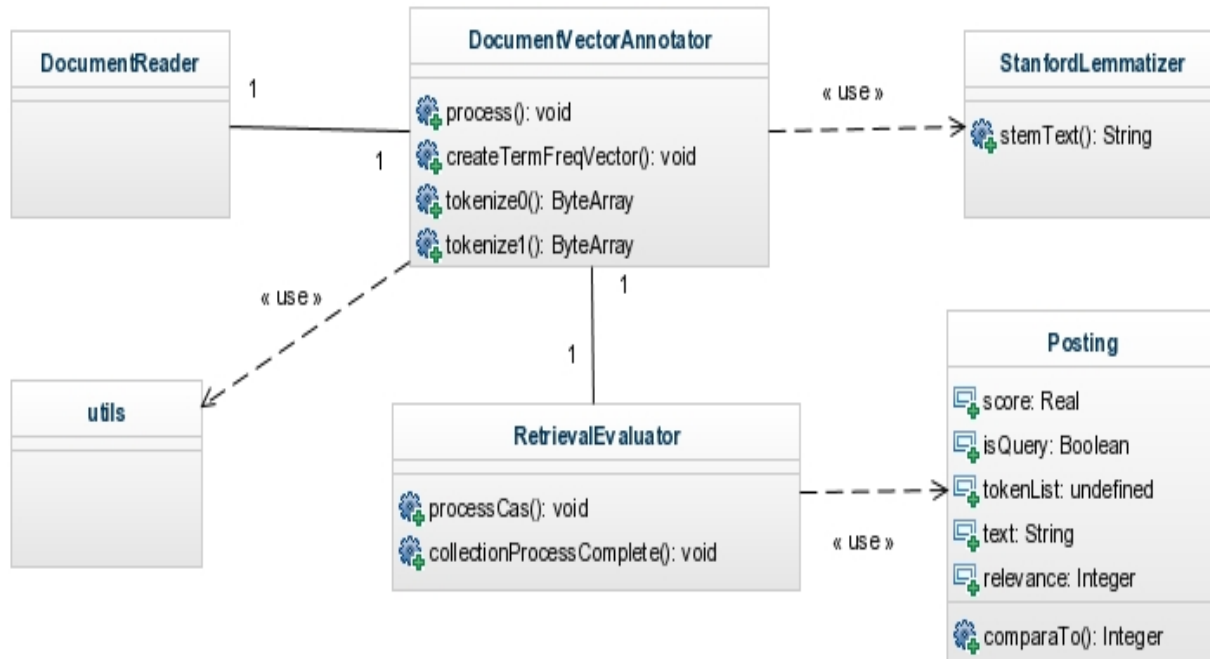 DocumentReader
1
1
DocumentVectorAnnotator
process(): void
createTermFreqVector(): void
tokenize0(): ByteArray
tokenize1(): ByteArray
« use »
StanfordLemmatizer
stemText(): String
« use »
1
1
utils
RetrievalEvaluator
processCas(): void
collectionProcessComplete(): void
« use »
Posting
score: Real
isQuery: Boolean
tokenList: undefined
text: String
relevance: Integer
comparaTo(): Integer